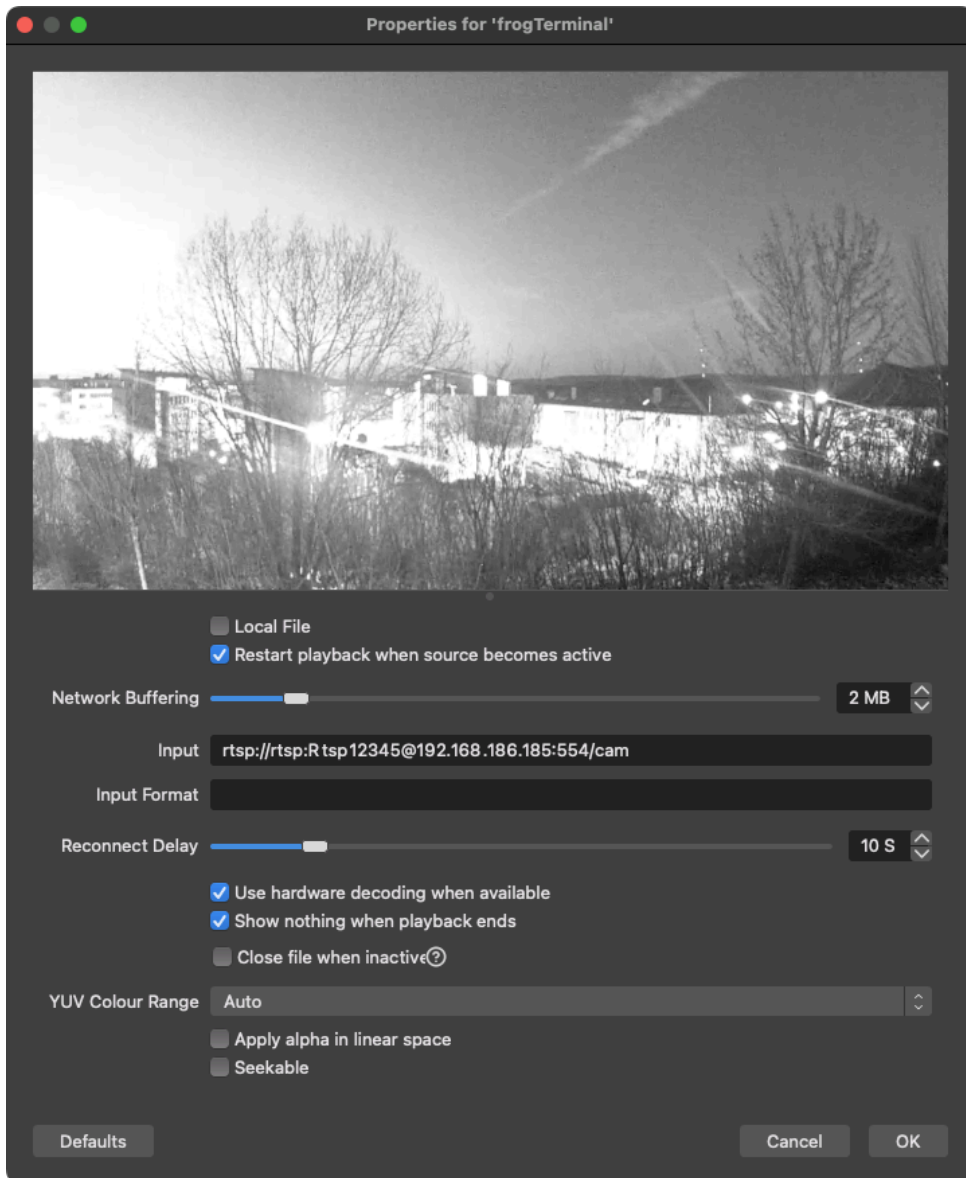 Properties for 'frogTerminal'
Local File
Restart playback when source becomes active
Network Buffering 2 MB
Input rtsp://rtsp:Rtsp12345@192.168.186.185:554/cam
Input Format
Reconnect Delay 10 S
Use hardware decoding when available
Show nothing when playback ends
Close file when inactive ?
YUV Colour Range Auto
Apply alpha in linear space
Seekable
Defaults Cancel OK